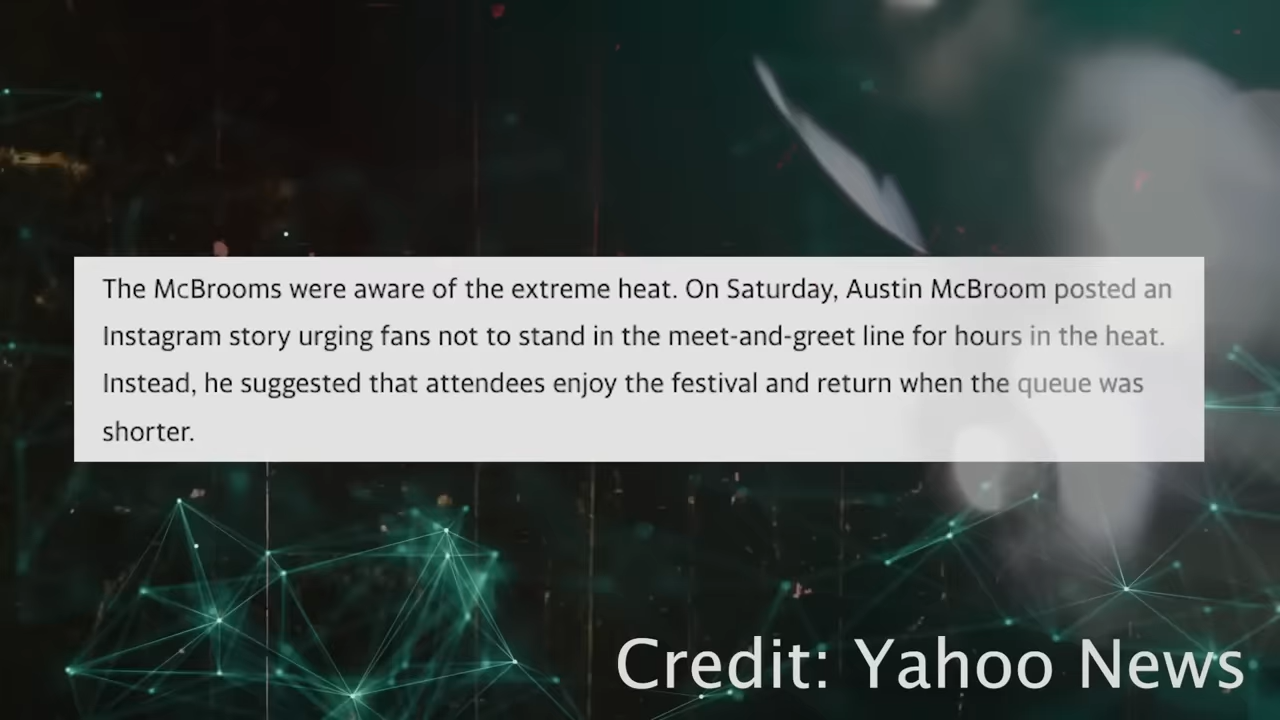 The McBrooms were aware of the extreme heat. On Saturday, Austin McBroom posted an
Instagram story urging fans not to stand in the meet-and-greet line for hours in the heat.
Instead, he suggested that attendees enjoy the festival and return when the queue was
shorter.
Credit: Yahoo News